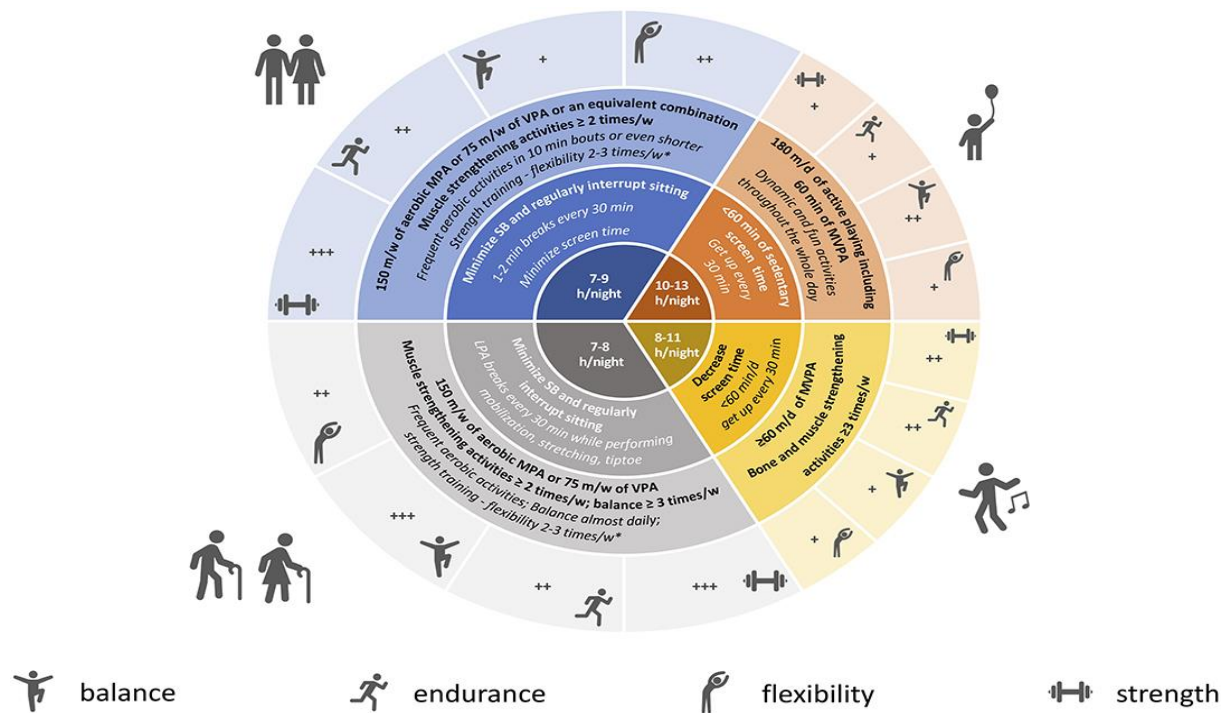 +
++
++
+++
150 m/w of aerobic MPA or 75 m/w of VPA or an equivalent combination
Muscle strengthening activities ≥ 2 times/w
Frequent aerobic activities in 10 min bouts or even shorter
Strength training - flexibility 2-3 times/w*
Minimize SB and regularly interrupt sitting
1-2 min breaks every 30 min
Minimize screen time
7-9
h/night
+
+
++
+
180 m/d of active playing including
60 min of MVPA
Dynamic and fun activities
throughout the whole day
<60 min of sedentary
screen time
Get up every
30 min
10-13
h/night
8-11
h/night
Decrease
screen time
<60 min/d
get up every 30 min
≥60 m/d of MVPA
Bone and muscle strengthening
activities ≥3 times/w
++
++
+
+
7-8
h/night
Minimize SB and regularly
interrupt sitting
LPA breaks every 30 min while performing
mobilization, stretching, tiptoe
150 m/w of aerobic MPA or 75 m/w of VPA
Muscle strengthening activities ≥ 2 times/w; balance ≥ 3 times/w
Frequent aerobic activities; Balance almost daily;
strength training - flexibility 2-3 times/w*
++
+++
++
+++
balance
endurance
flexibility
strength